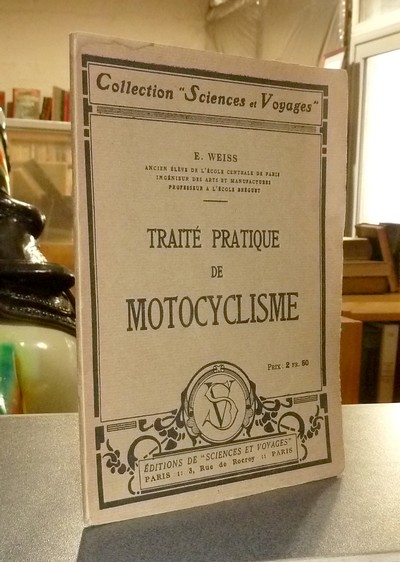 Collection "Sciences et Voyages"
E. WEISS
ANCIEN ÉLÈVE DE L'ÉCOLE CENTRALE DE PARIS
INGÉNIEUR DES ARTS ET MANUFACTURES
PROFESSEUR A L'ÉCOLE BRÉGUET
TRAITÉ PRATIQUE
DE
MOTOCYCLISME
PRIX: 2 FR. 50
SV
ÉDITIONS DE "SCIENCES ET VOYAGES"
PARIS :: 3, Rue de Rocroy :: PARIS